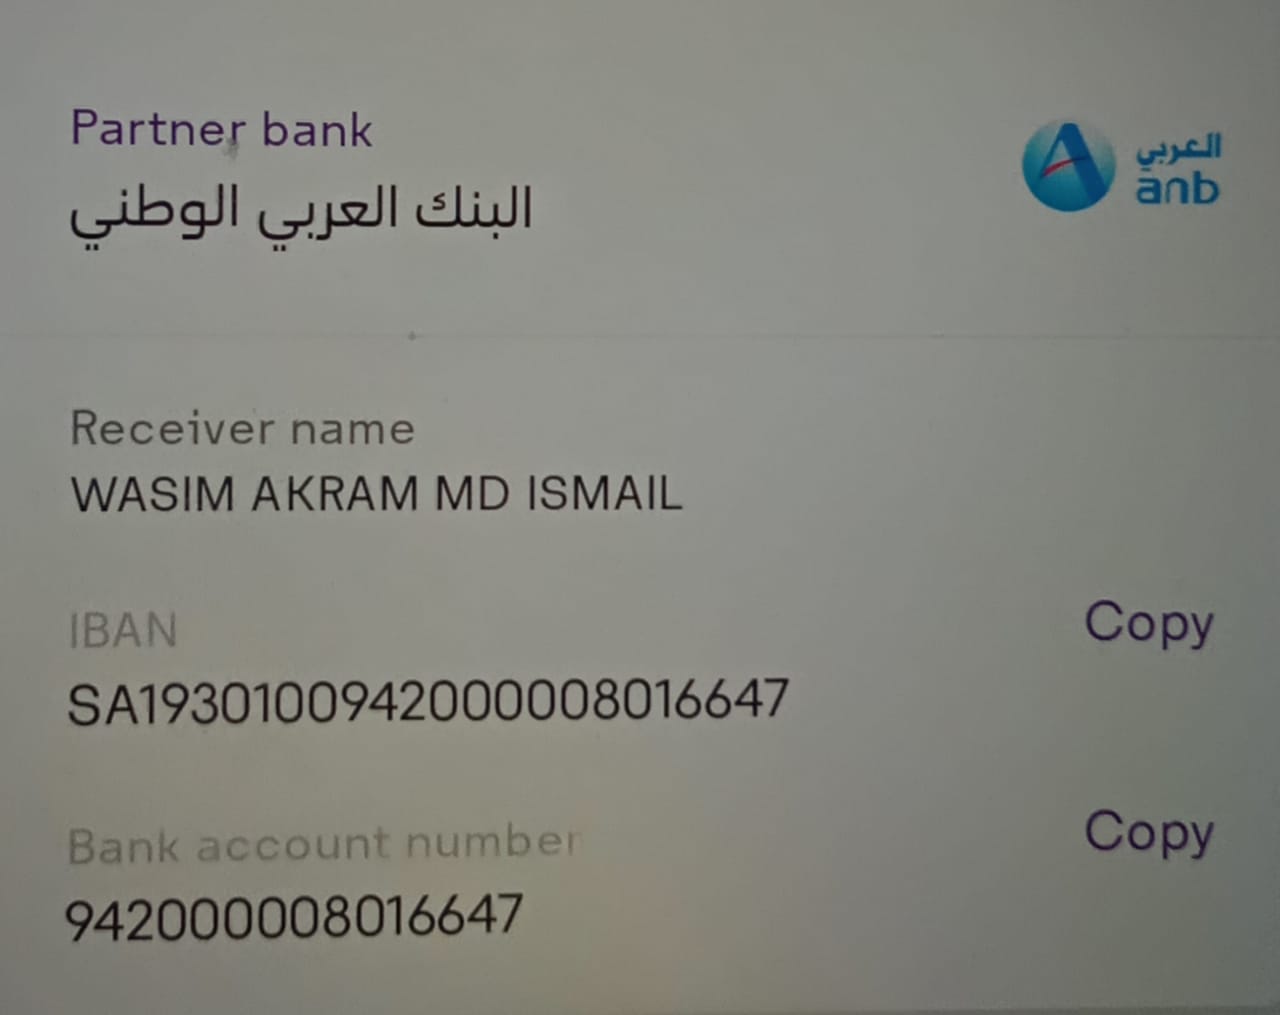 Partner bank
البنك العربي الوطني
العربي
anb
Receiver name
WASIM AKRAM MD ISMAIL
IBAN
SA1930100942000008016647
Copy
Bank account number
942000008016647
Copy